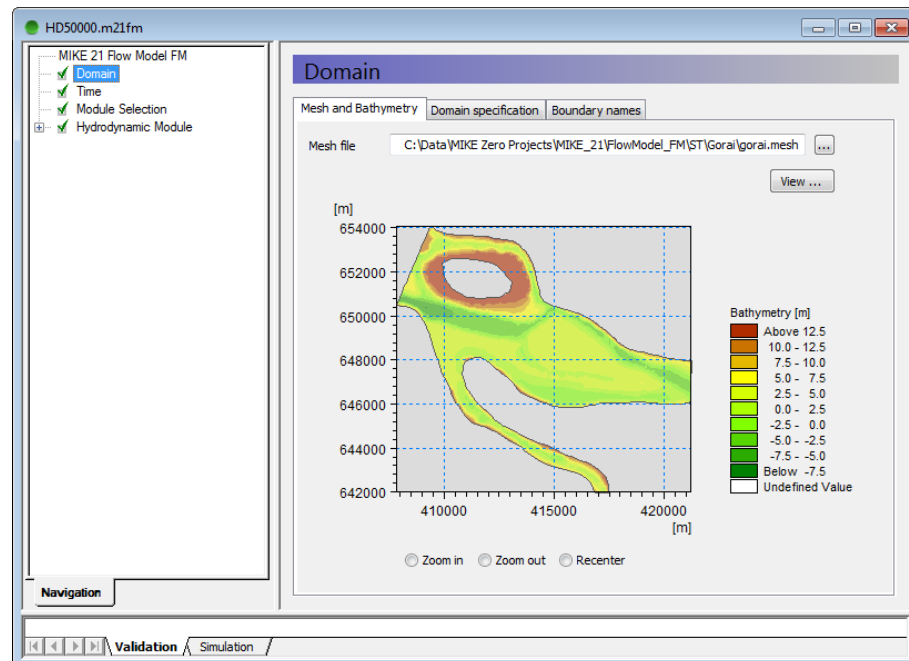 HD50000.m21fm
MIKE 21 Flow Model FM
Domain
Time
Module Selection
Hydrodynamic Module
Navigation
Domain
Mesh and Bathymetry
Domain specification
Boundary names
Mesh file
C:\Data\MIKE Zero Projects\MIKE_21\FlowModel_FM\ST\Gorai\gorai.mesh
...
View ...
[m]
654000
652000
650000
648000
646000
644000
642000
410000 415000 420000
[m]
Bathymetry [m]
Above 12.5
10.0 - 12.5
7.5 - 10.0
5.0 - 7.5
2.5 - 5.0
0.0 - 2.5
-2.5 - 0.0
-5.0 - -2.5
-7.5 - -5.0
Below -7.5
Undefined Value
Zoom in Zoom out Recenter
Validation Simulation